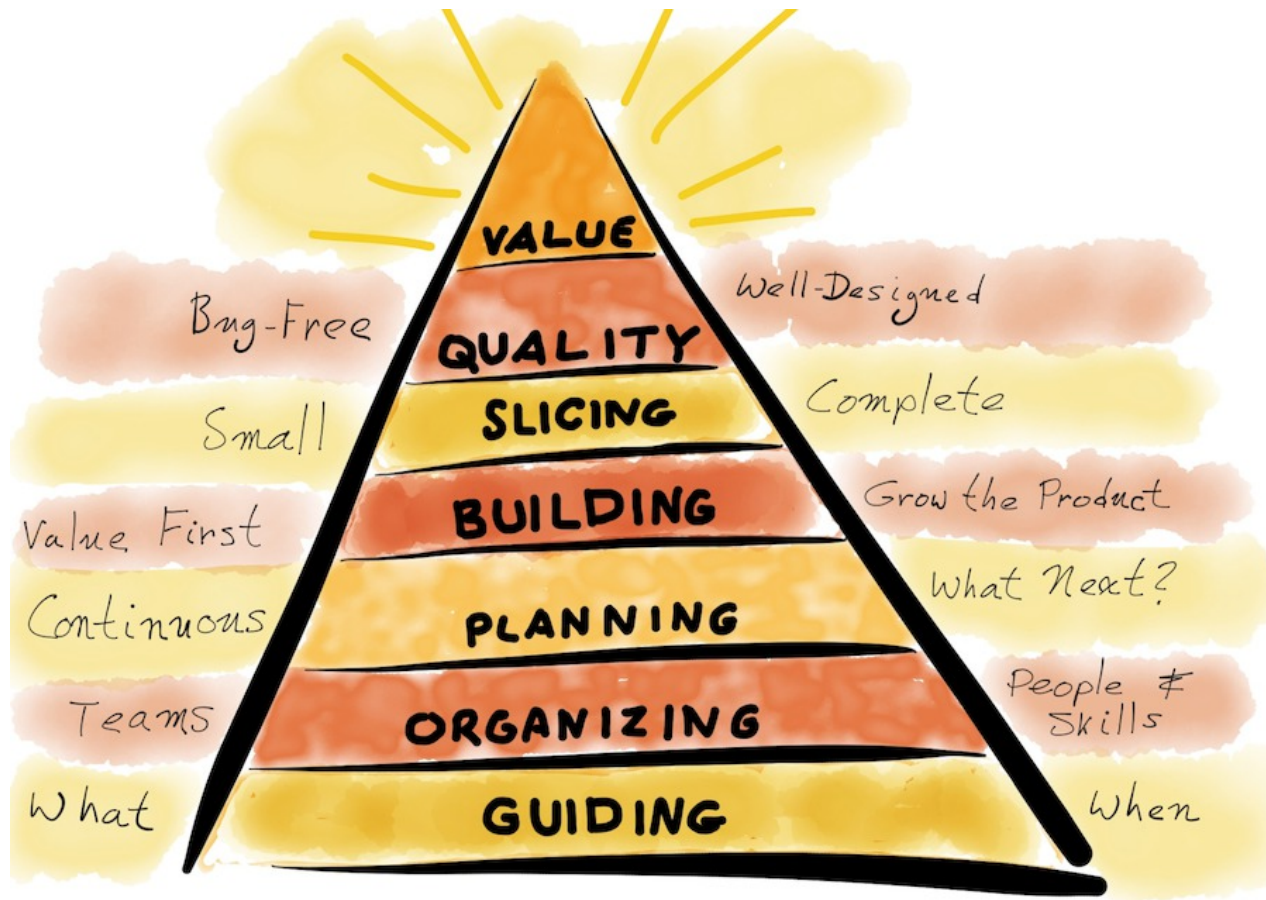 VALUE
Bug-Free
QUALITY
Well-Designed
Small
SLICING
Complete
Value First
BUILDING
Grow the Product
Continuous
PLANNING
What Next?
Teams
ORGANIZING
People &
Skills
What
GUIDING
When